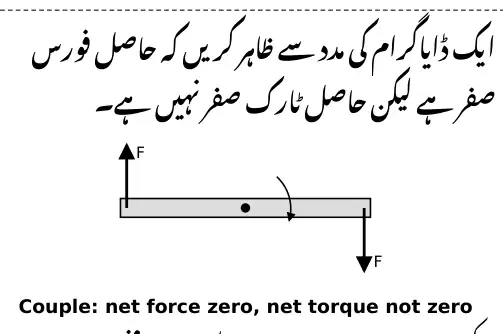 ایک ڈایاگرام کی مدد سے ظاہر کریں کہ حاصل فورس
صفر ہے لیکن حاصل ٹارک صفر نہیں ہے۔
F
F
Couple: net force zero, net torque not zero